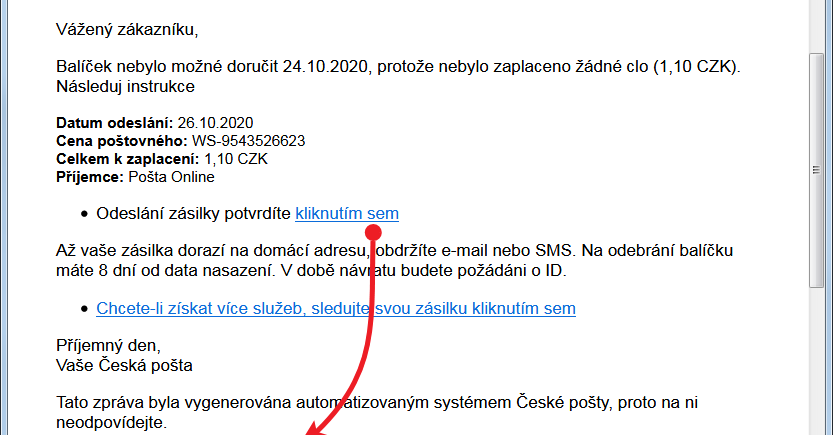 Vážený zákazníku,
Balíček nebylo možné doručit 24.10.2020, protože nebylo zaplaceno žádné clo (1,10 CZK).
Následuj instrukce
Datum odeslání: 26.10.2020
Cena poštovného: WS-9543526623
Celkem k zaplacení: 1,10 CZK
Příjemce: Pošta Online
• Odeslání zásilky potvrdíte kliknutím sem
Až vaše zásilka dorazí na domácí adresu, obdržíte e-mail nebo SMS. Na odebrání balíčku
máte 8 dní od data nasazení. V době návratu budete požádáni o ID.
• Chcete-li získat více služeb, sledujte svou zásilku kliknutím sem
Příjemný den,
Vaše Česká pošta
Tato zpráva byla vygenerována automatizovaným systémem České pošty, proto na ni
neodpovídejte.